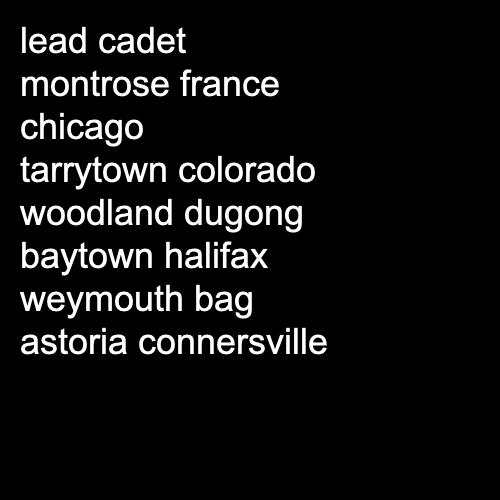 lead cadet
montrose france
chicago
tarrytown colorado
woodland dugong
baytown halifax
weymouth bag
astoria connersville